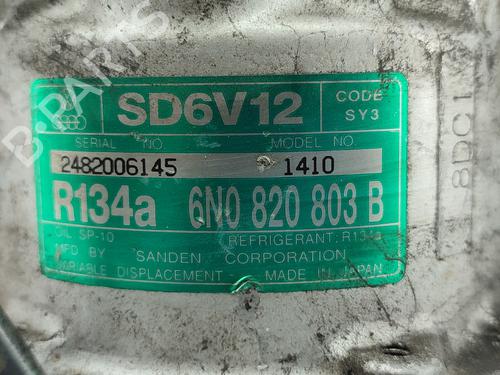 B-PARTS
SD6V12
CODE
SY3
SERIAL NO.
MODEL NO.
2482006145
1410
R134a
6N0 820 803 B
OIL SP-10
REFRIGERANT: R134a
MFD BY SANDEN CORPORATION
VARIABLE DISPLACEMENT
MADE IN JAPAN
8DC1